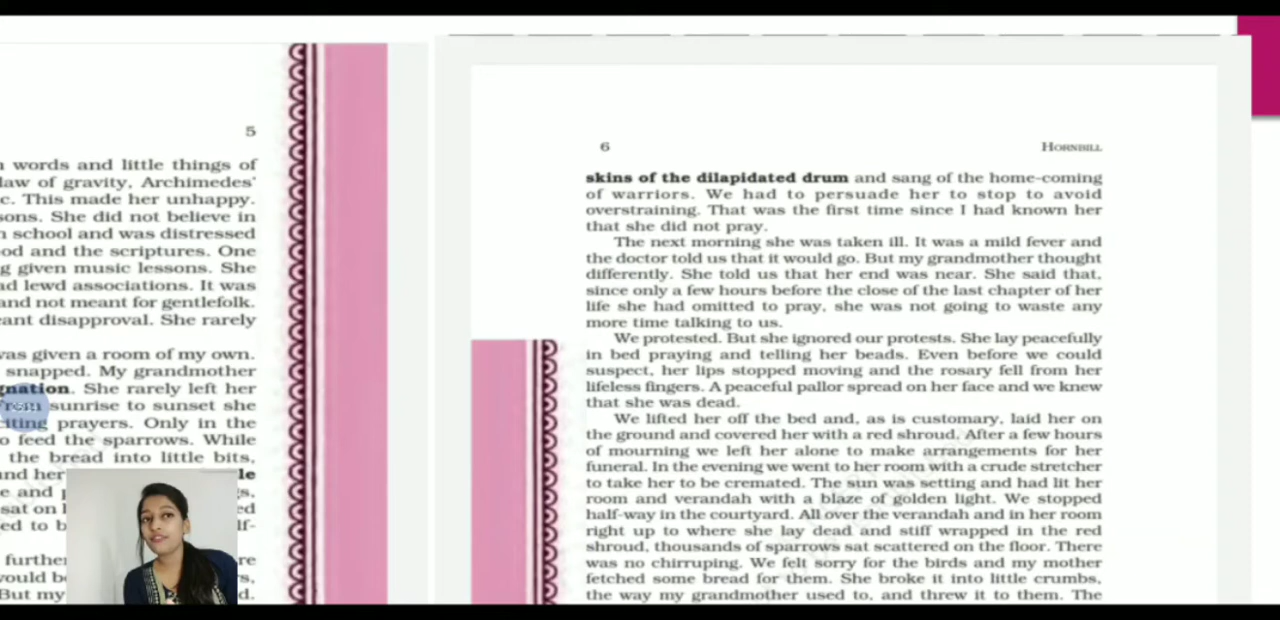 5
words and little things of
law of gravity, Archimedes'
c. This made her unhappy.
sons. She did not believe in
school and was distressed
od and the scriptures. One
g given music lessons. She
ad lewd associations. It was
and not meant for gentlefolk.
ant disapproval. She rarely
was given a room of my own.
snapped. My grandmother
gnation. She rarely left her
sunrise to sunset she
citing prayers. Only in the
o feed the sparrows. While
the bread into little bits,
and her le
e and
sat on ed
ed to b lf-
further re
would b
But my d.
6 HORNBILL
skins of the dilapidated drum and sang of the home-coming
of warriors. We had to persuade her to stop to avoid
overstraining. That was the first time since I had known her
that she did not pray.
The next morning she was taken ill. It was a mild fever and
the doctor told us that it would go. But my grandmother thought
differently. She told us that her end was near. She said that,
since only a few hours before the close of the last chapter of her
life she had omitted to pray, she was not going to waste any
more time talking to us.
We protested. But she ignored our protests. She lay peacefully
in bed praying and telling her beads. Even before we could
suspect, her lips stopped moving and the rosary fell from her
lifeless fingers. A peaceful pallor spread on her face and we knew
that she was dead.
We lifted her off the bed and, as is customary, laid her on
the ground and covered her with a red shroud. After a few hours
of mourning we left her alone to make arrangements for her
funeral. In the evening we went to her room with a crude stretcher
to take her to be cremated. The sun was setting and had lit her
room and verandah with a blaze of golden light. We stopped
half-way in the courtyard. All over the verandah and in her room
right up to where she lay dead and stiff wrapped in the red
shroud, thousands of sparrows sat scattered on the floor. There
was no chirruping. We felt sorry for the birds and my mother
fetched some bread for them. She broke it into little crumbs,
the way my grandmother used to, and threw it to them. The